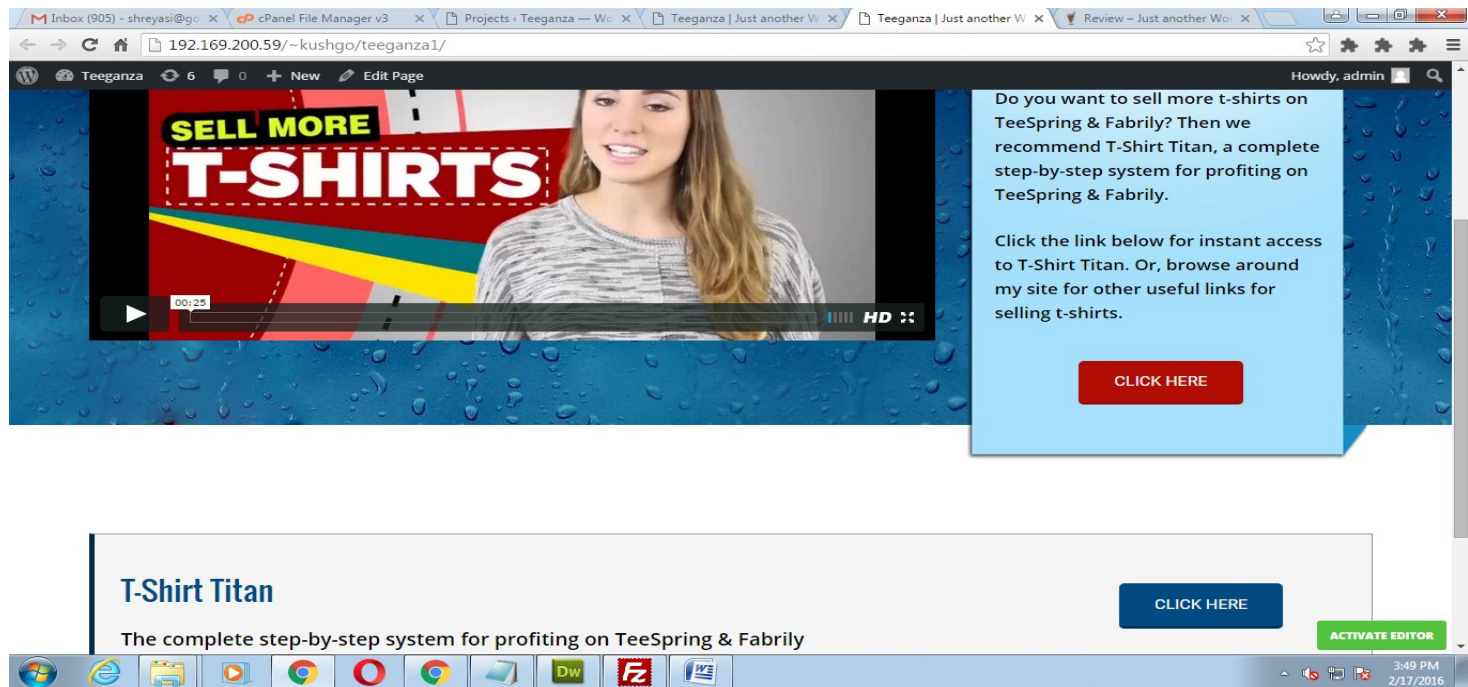 Inbox (905) - shreyasi@go
cPanel File Manager v3
Projects ‹ Teeganza — Wo
Teeganza | Just another W
Teeganza | Just another W
Review – Just another Wor
192.169.200.59/~kushgo/teeganza1/
Teeganza 6 0 + New Edit Page
Howdy, admin
SELL MORE
T-SHIRTS
00:25
HD
Do you want to sell more t-shirts on
TeeSpring & Fabrily? Then we
recommend T-Shirt Titan, a complete
step-by-step system for profiting on
TeeSpring & Fabrily.
Click the link below for instant access
to T-Shirt Titan. Or, browse around
my site for other useful links for
selling t-shirts.
CLICK HERE
T-Shirt Titan
CLICK HERE
The complete step-by-step system for profiting on TeeSpring & Fabrily
ACTIVATE EDITOR
Dw
3:49 PM
2/17/2016